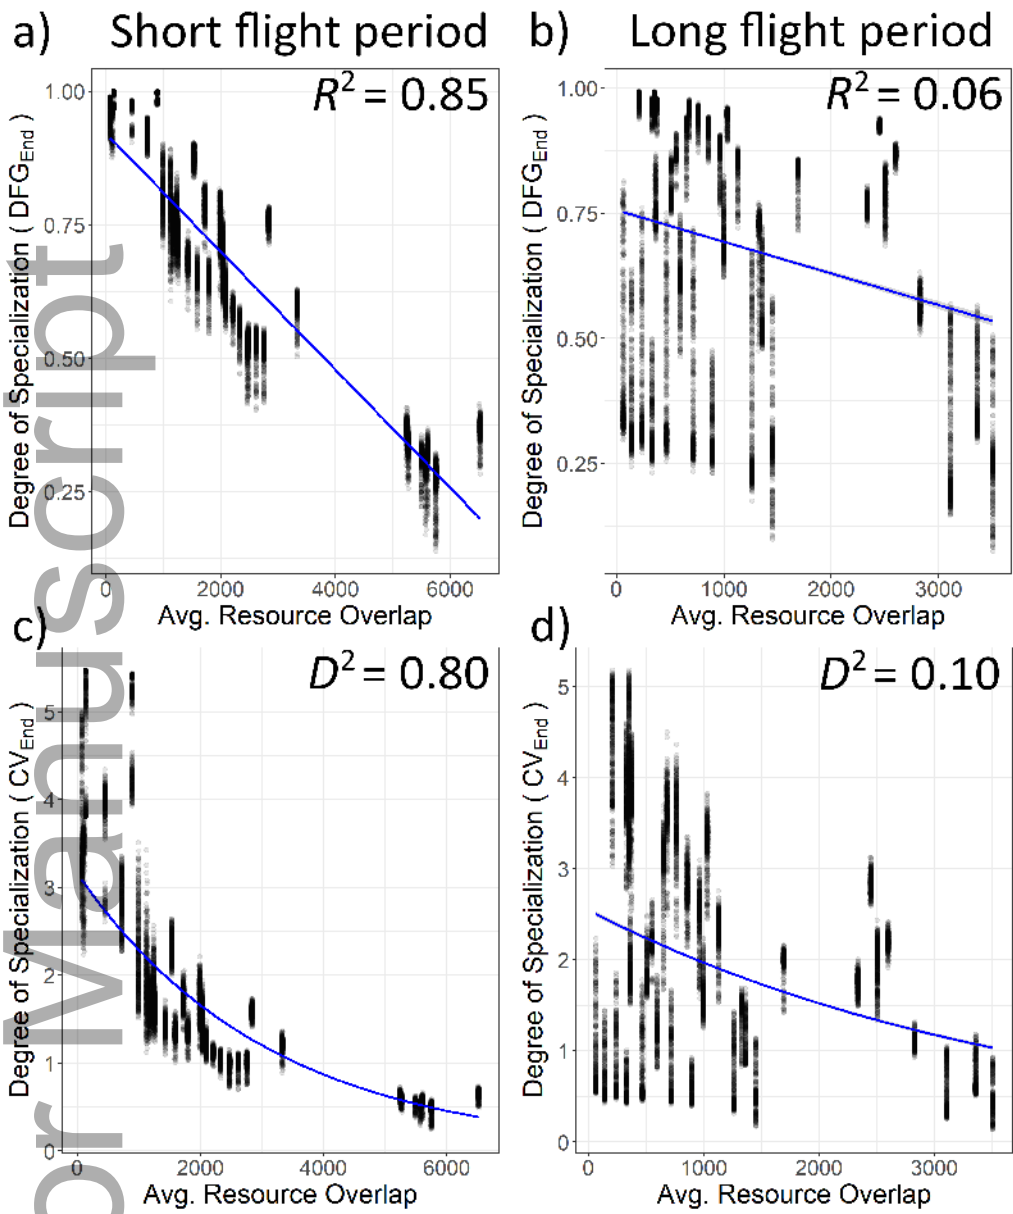 a) Short flight period
b) Long flight period
R² = 0.85
R² = 0.06
Degree of Specialization ( DFG_End )
1.00
0.75
0.50
0.25
0 2000 4000 6000
Avg. Resource Overlap
Degree of Specialization ( DFG_End )
1.00
0.75
0.50
0.25
0 1000 2000 3000
Avg. Resource Overlap
c)
d)
D² = 0.80
D² = 0.10
Degree of Specialization ( CV_End )
5
4
3
2
1
0
0 2000 4000 6000
Avg. Resource Overlap
Degree of Specialization ( CV_End )
5
4
3
2
1
0
0 1000 2000 3000
Avg. Resource Overlap
or Manuscript